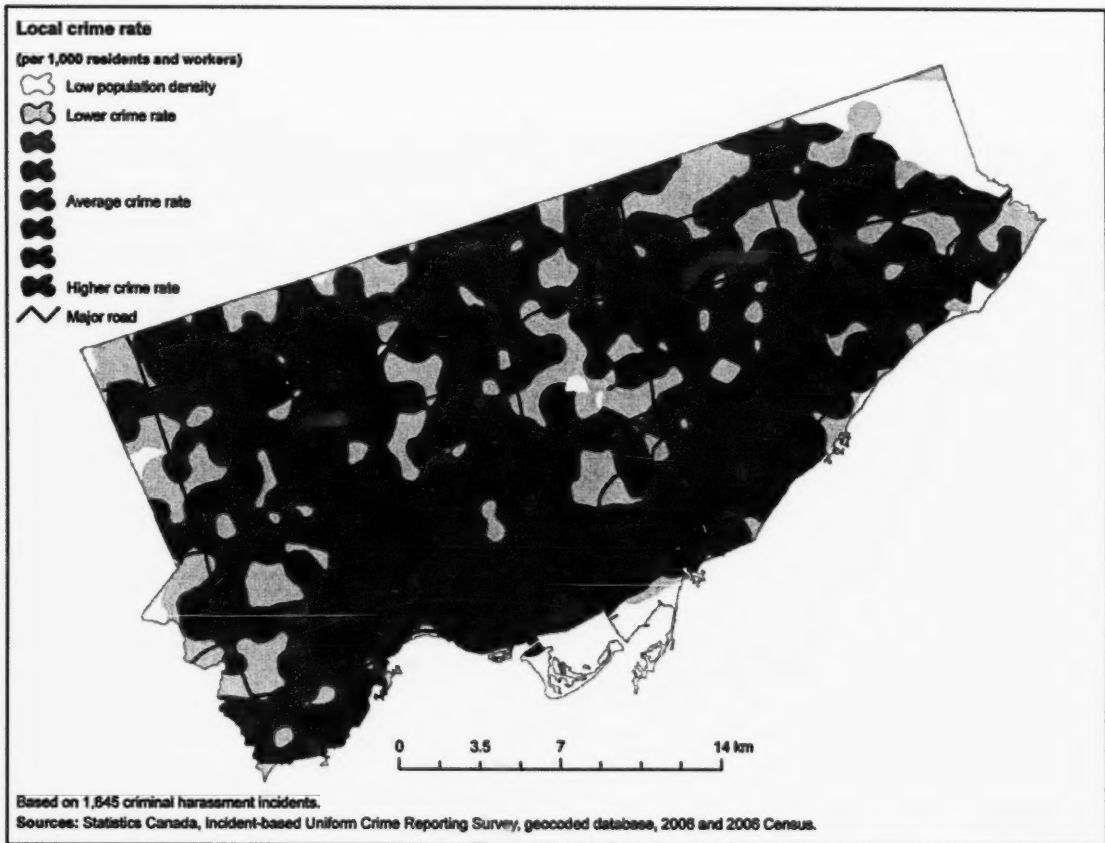 Local crime rate
(per 1,000 residents and workers)
Low population density
Lower crime rate
Average crime rate
Higher crime rate
Major road
0 3.5 7 14 km
Based on 1,645 criminal harassment incidents.
Sources: Statistics Canada, Incident-based Uniform Crime Reporting Survey, geocoded database, 2006 and 2006 Census.